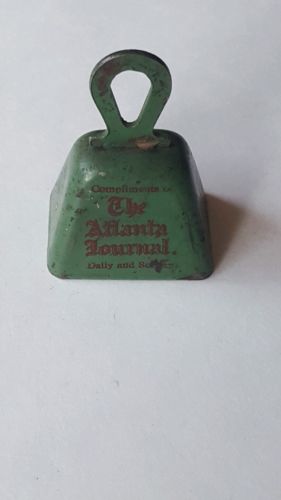 Compliments
The
Atlanta
Journal.
Daily and